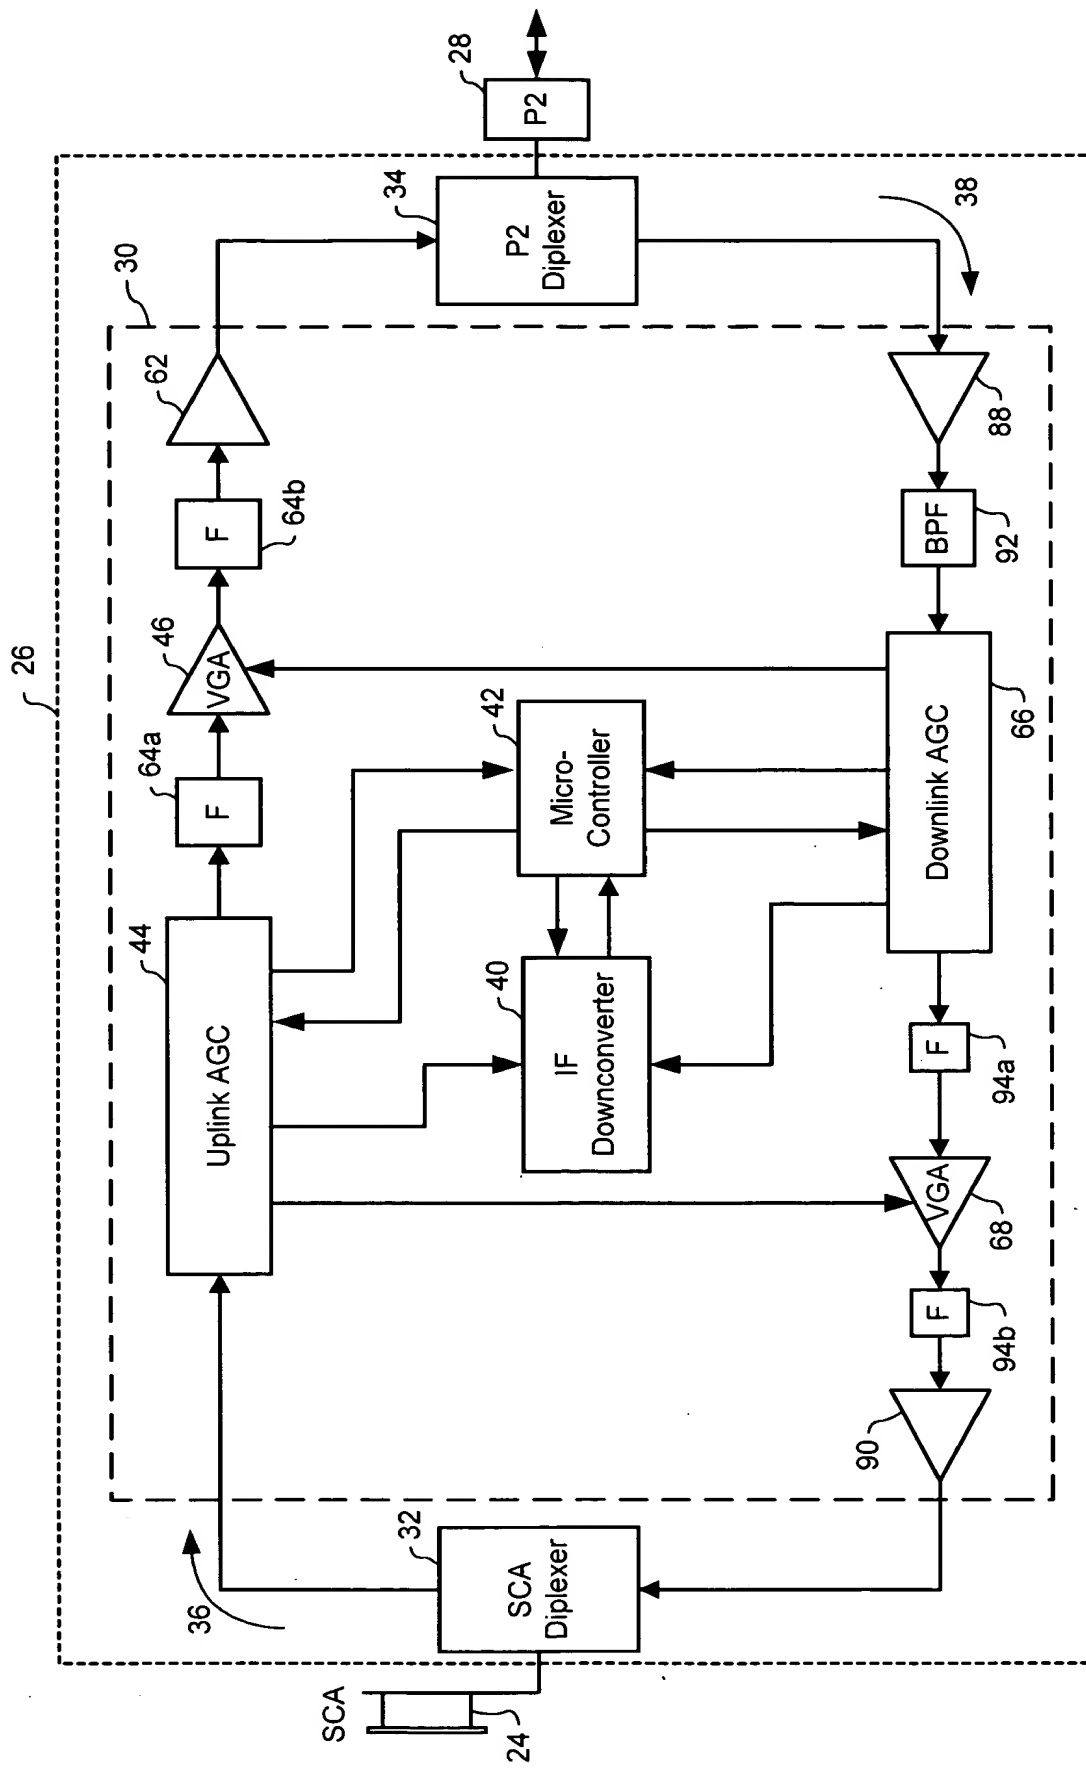 26
30
36
44
Uplink AGC
64a
F
46
VGA
64b
F
62
SCA
24
32
SCA
Diplexer
40
IF
Downconverter
42
Micro-
Controller
34
P2
Diplexer
28
P2
90
94b
F
68
VGA
94a
F
Downlink AGC
66
BPF
92
88
38